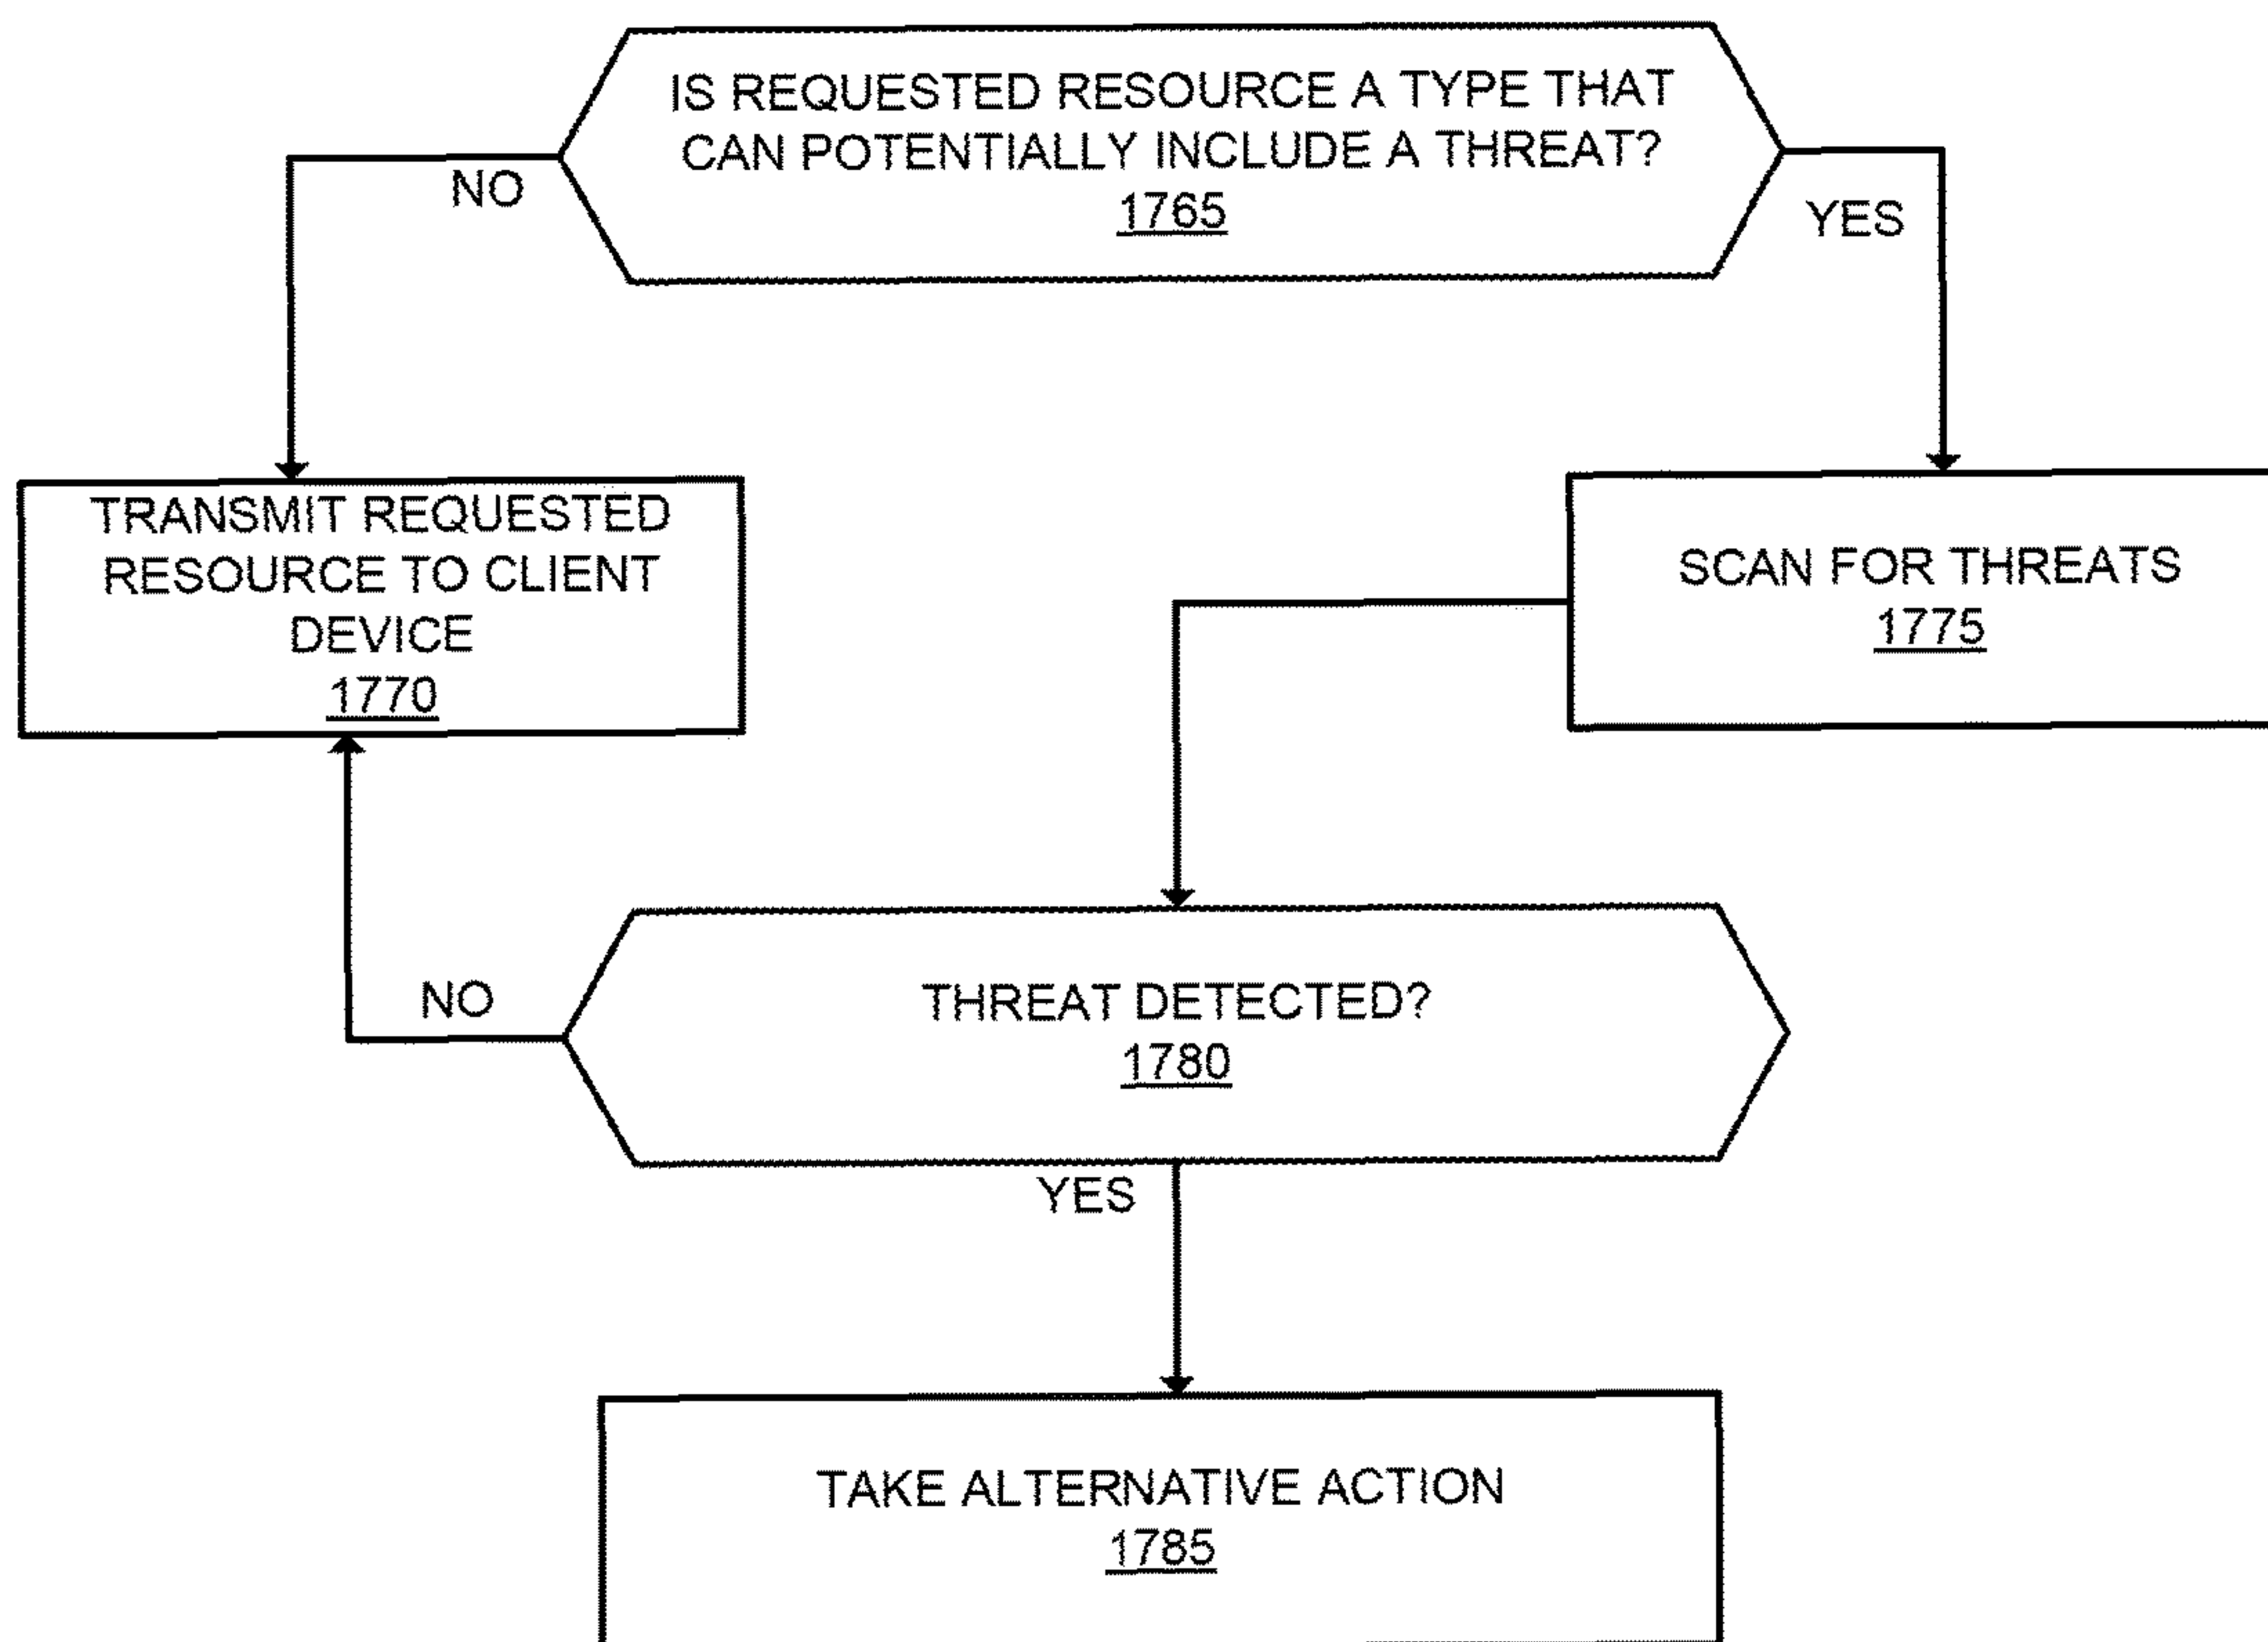 IS REQUESTED RESOURCE A TYPE THAT
CAN POTENTIALLY INCLUDE A THREAT?
1765
NO
YES
TRANSMIT REQUESTED
RESOURCE TO CLIENT
DEVICE
1770
SCAN FOR THREATS
1775
NO
THREAT DETECTED?
1780
YES
TAKE ALTERNATIVE ACTION
1785